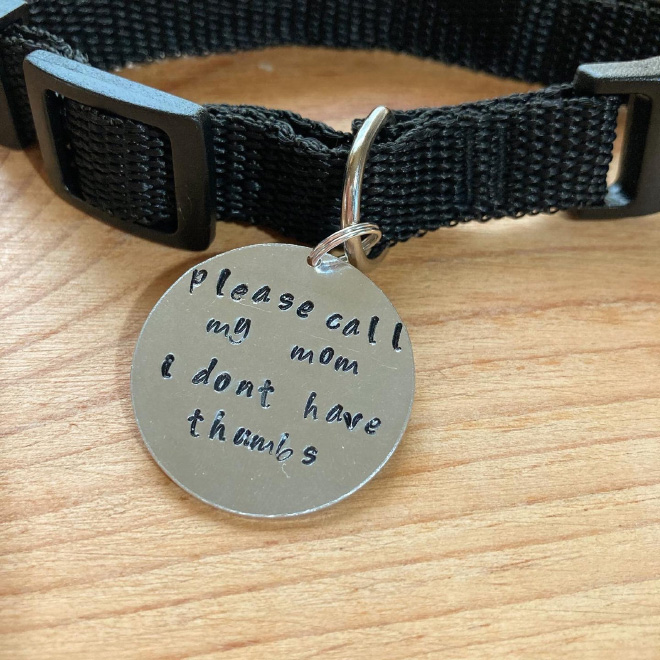 please call
my mom
i dont have
thumbs